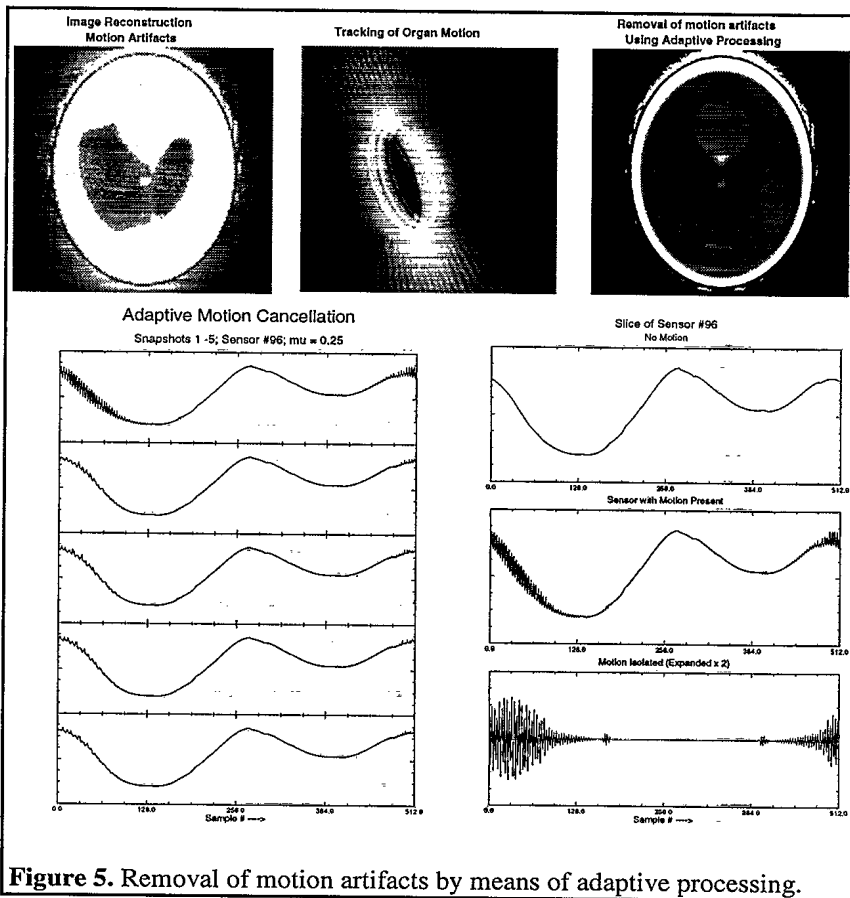 Image Reconstruction
Motion Artifacts
Tracking of Organ Motion
Removal of motion artifacts
Using Adaptive Processing
Adaptive Motion Cancellation
Snapshots 1 -5; Sensor #96; mu = 0.25
0.0 128.0 256.0 384.0 512.0
Sample # ---->
Slice of Sensor #96
No Motion
0.0 128.0 256.0 384.0 512.0
Sensor with Motion Present
0.0 128.0 256.0 384.0 512.0
Motion Isolated (Expanded x 2)
0.0 128.0 256.0 384.0 512.0
Sample # ---->
Figure 5. Removal of motion artifacts by means of adaptive processing.